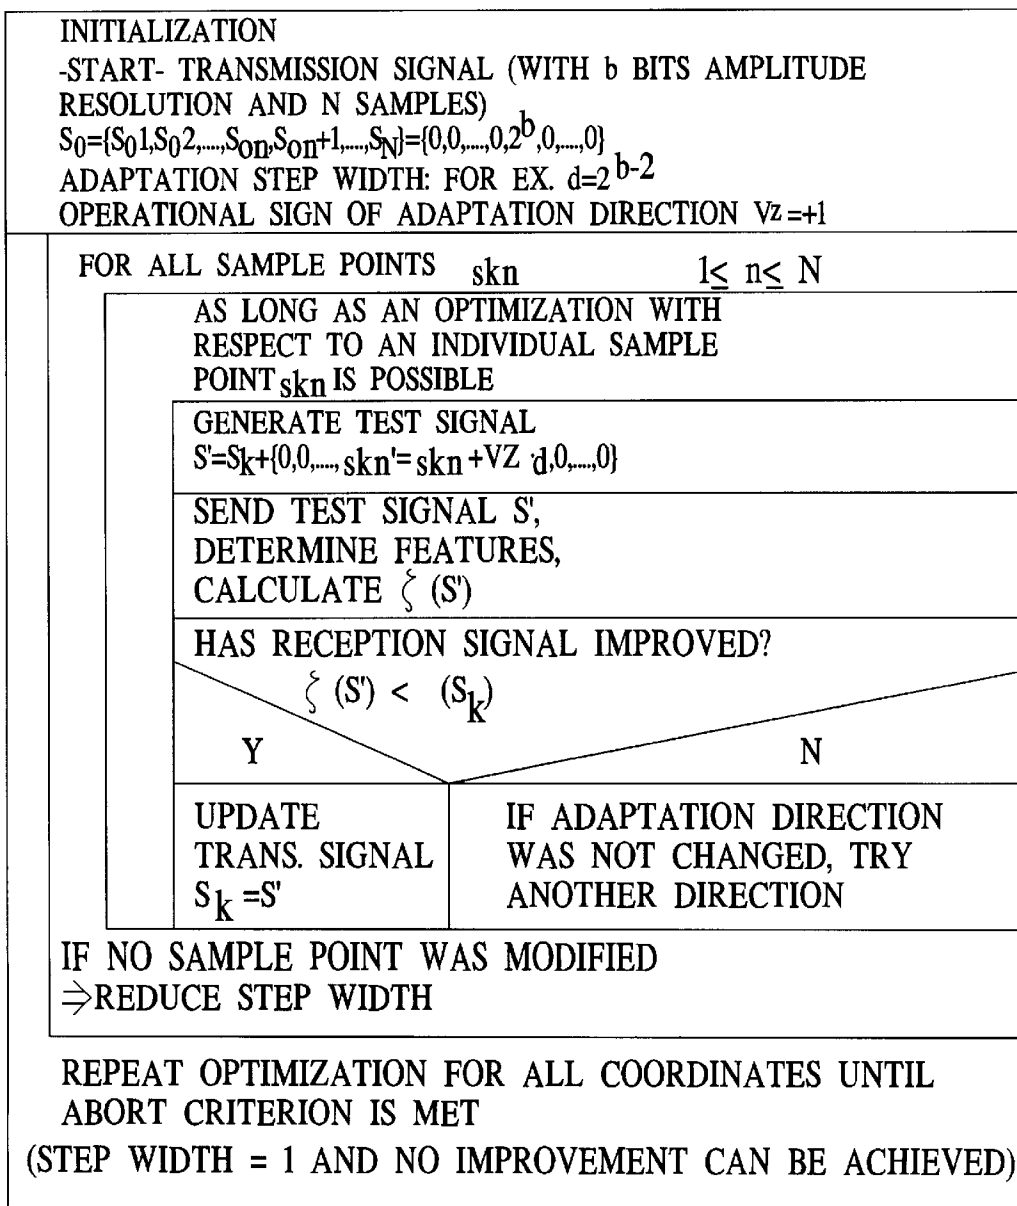 INITIALIZATION
-START- TRANSMISSION SIGNAL (WITH b BITS AMPLITUDE
RESOLUTION AND N SAMPLES)
S0={S01,S02,....,Son,Son+1,....,SN}={0,0,....,0,2^b,0,....,0}
ADAPTATION STEP WIDTH: FOR EX. d=2^b-2
OPERATIONAL SIGN OF ADAPTATION DIRECTION Vz=+1
FOR ALL SAMPLE POINTS skn 1≤ n≤ N
AS LONG AS AN OPTIMIZATION WITH
RESPECT TO AN INDIVIDUAL SAMPLE
POINT skn IS POSSIBLE
GENERATE TEST SIGNAL
S'=Sk+{0,0,...., skn'= skn +VZ ·d,0,....,0}
SEND TEST SIGNAL S',
DETERMINE FEATURES,
CALCULATE ζ (S')
HAS RECEPTION SIGNAL IMPROVED?
ζ (S') < (Sk)
Y N
UPDATE
TRANS. SIGNAL
Sk =S'
IF ADAPTATION DIRECTION
WAS NOT CHANGED, TRY
ANOTHER DIRECTION
IF NO SAMPLE POINT WAS MODIFIED
⇒REDUCE STEP WIDTH
REPEAT OPTIMIZATION FOR ALL COORDINATES UNTIL
ABORT CRITERION IS MET
(STEP WIDTH = 1 AND NO IMPROVEMENT CAN BE ACHIEVED)